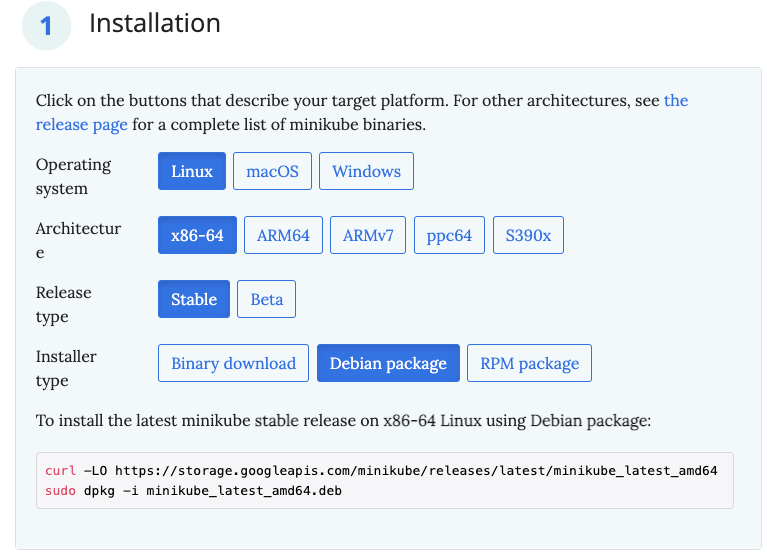 1 Installation
Click on the buttons that describe your target platform. For other architectures, see the
release page for a complete list of minikube binaries.
Operating
system
Linux macOS Windows
Architectur
e
x86-64 ARM64 ARMv7 ppc64 S390x
Release
type
Stable Beta
Installer
type
Binary download Debian package RPM package
To install the latest minikube stable release on x86-64 Linux using Debian package:
curl -LO https://storage.googleapis.com/minikube/releases/latest/minikube_latest_amd64
sudo dpkg -i minikube_latest_amd64.deb